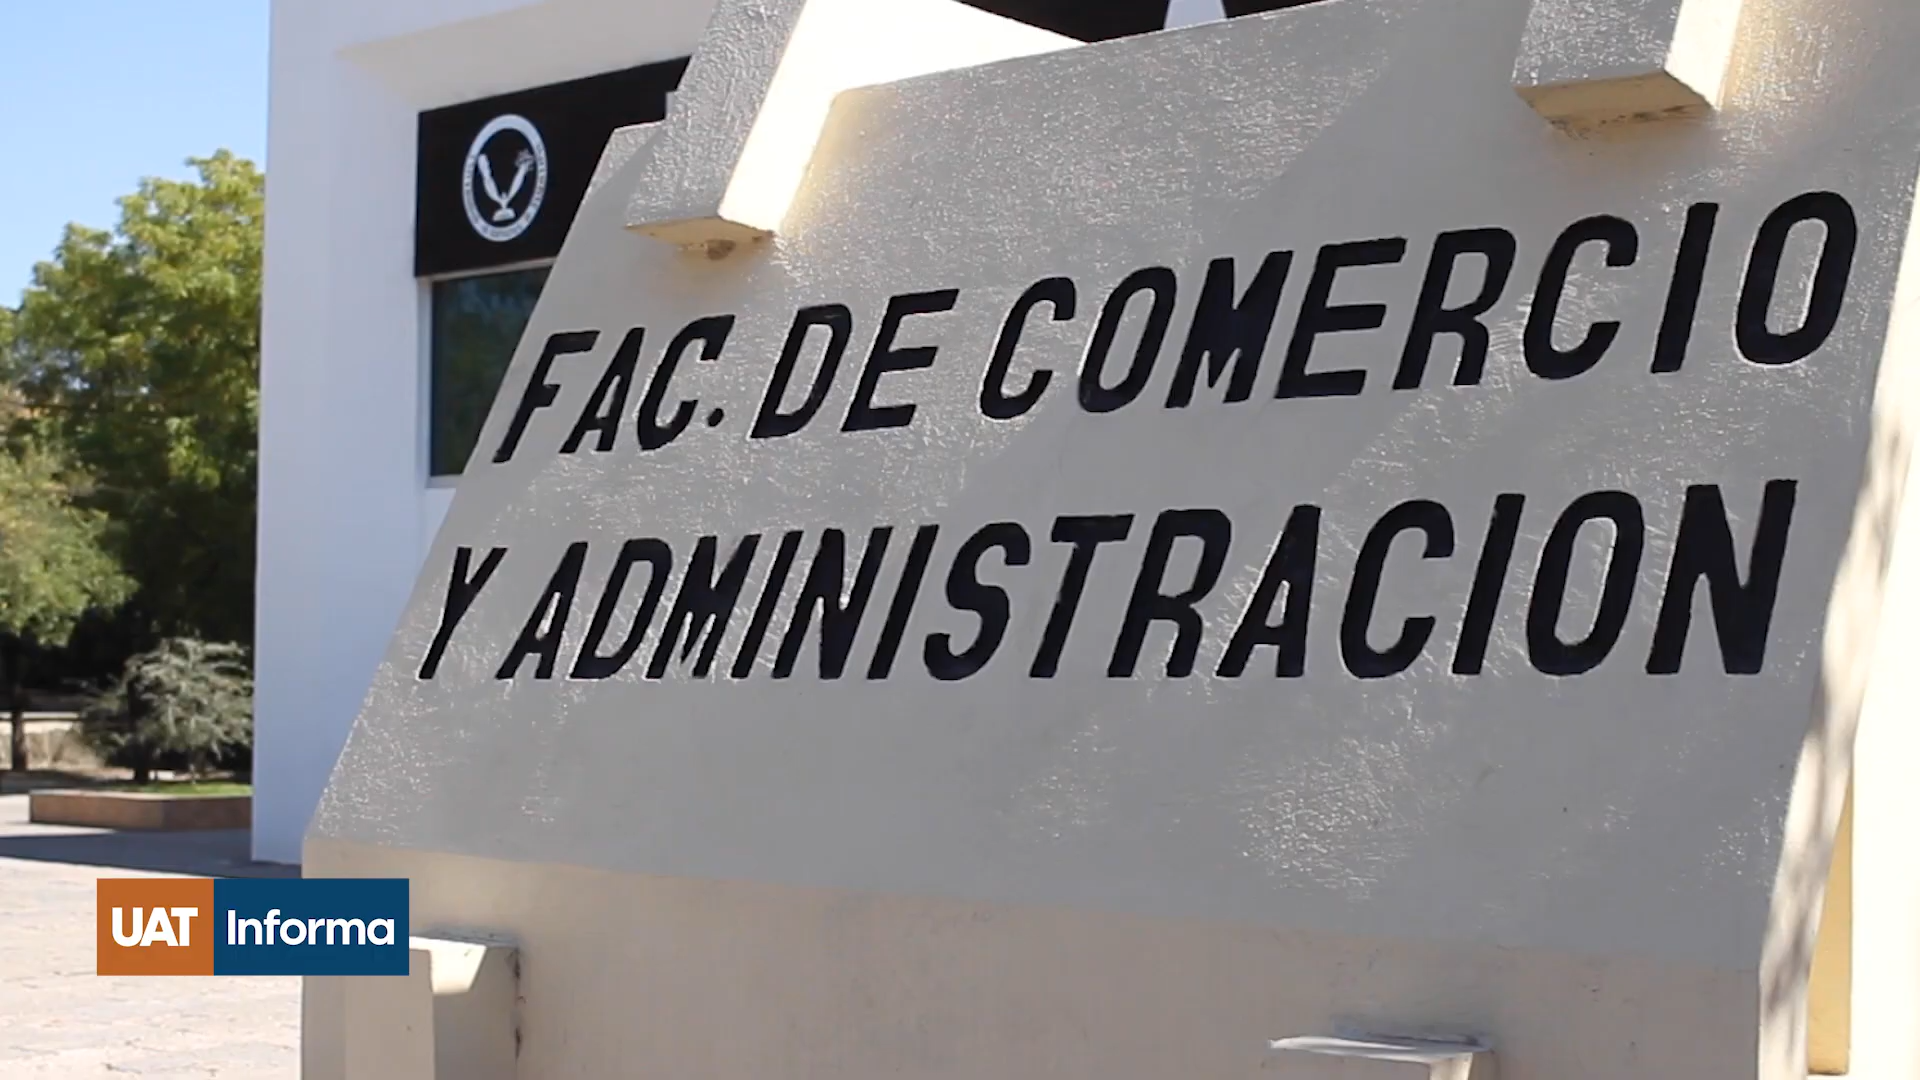 FAC. DE COMERCIO
Y ADMINISTRACION
UAT Informa